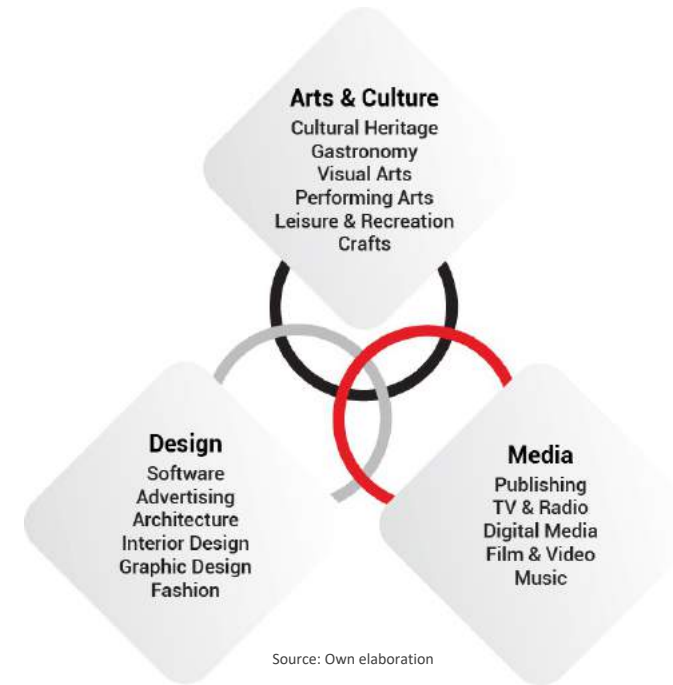 Arts & Culture
Cultural Heritage
Gastronomy
Visual Arts
Performing Arts
Leisure & Recreation
Crafts
Design
Software
Advertising
Architecture
Interior Design
Graphic Design
Fashion
Media
Publishing
TV & Radio
Digital Media
Film & Video
Music
Source: Own elaboration